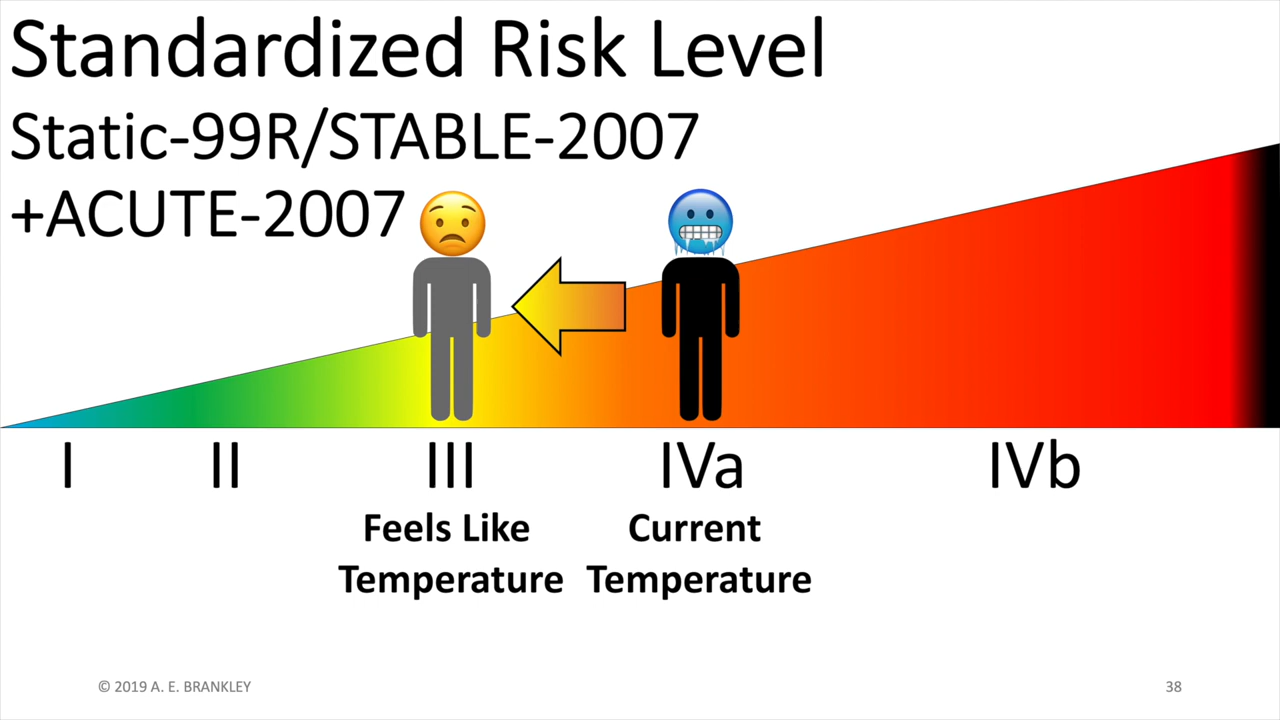 Standardized Risk Level
Static-99R/STABLE-2007
+ACUTE-2007
I II III IVa IVb
Feels Like Current
Temperature Temperature
© 2019 A. E. BRANKLEY 38